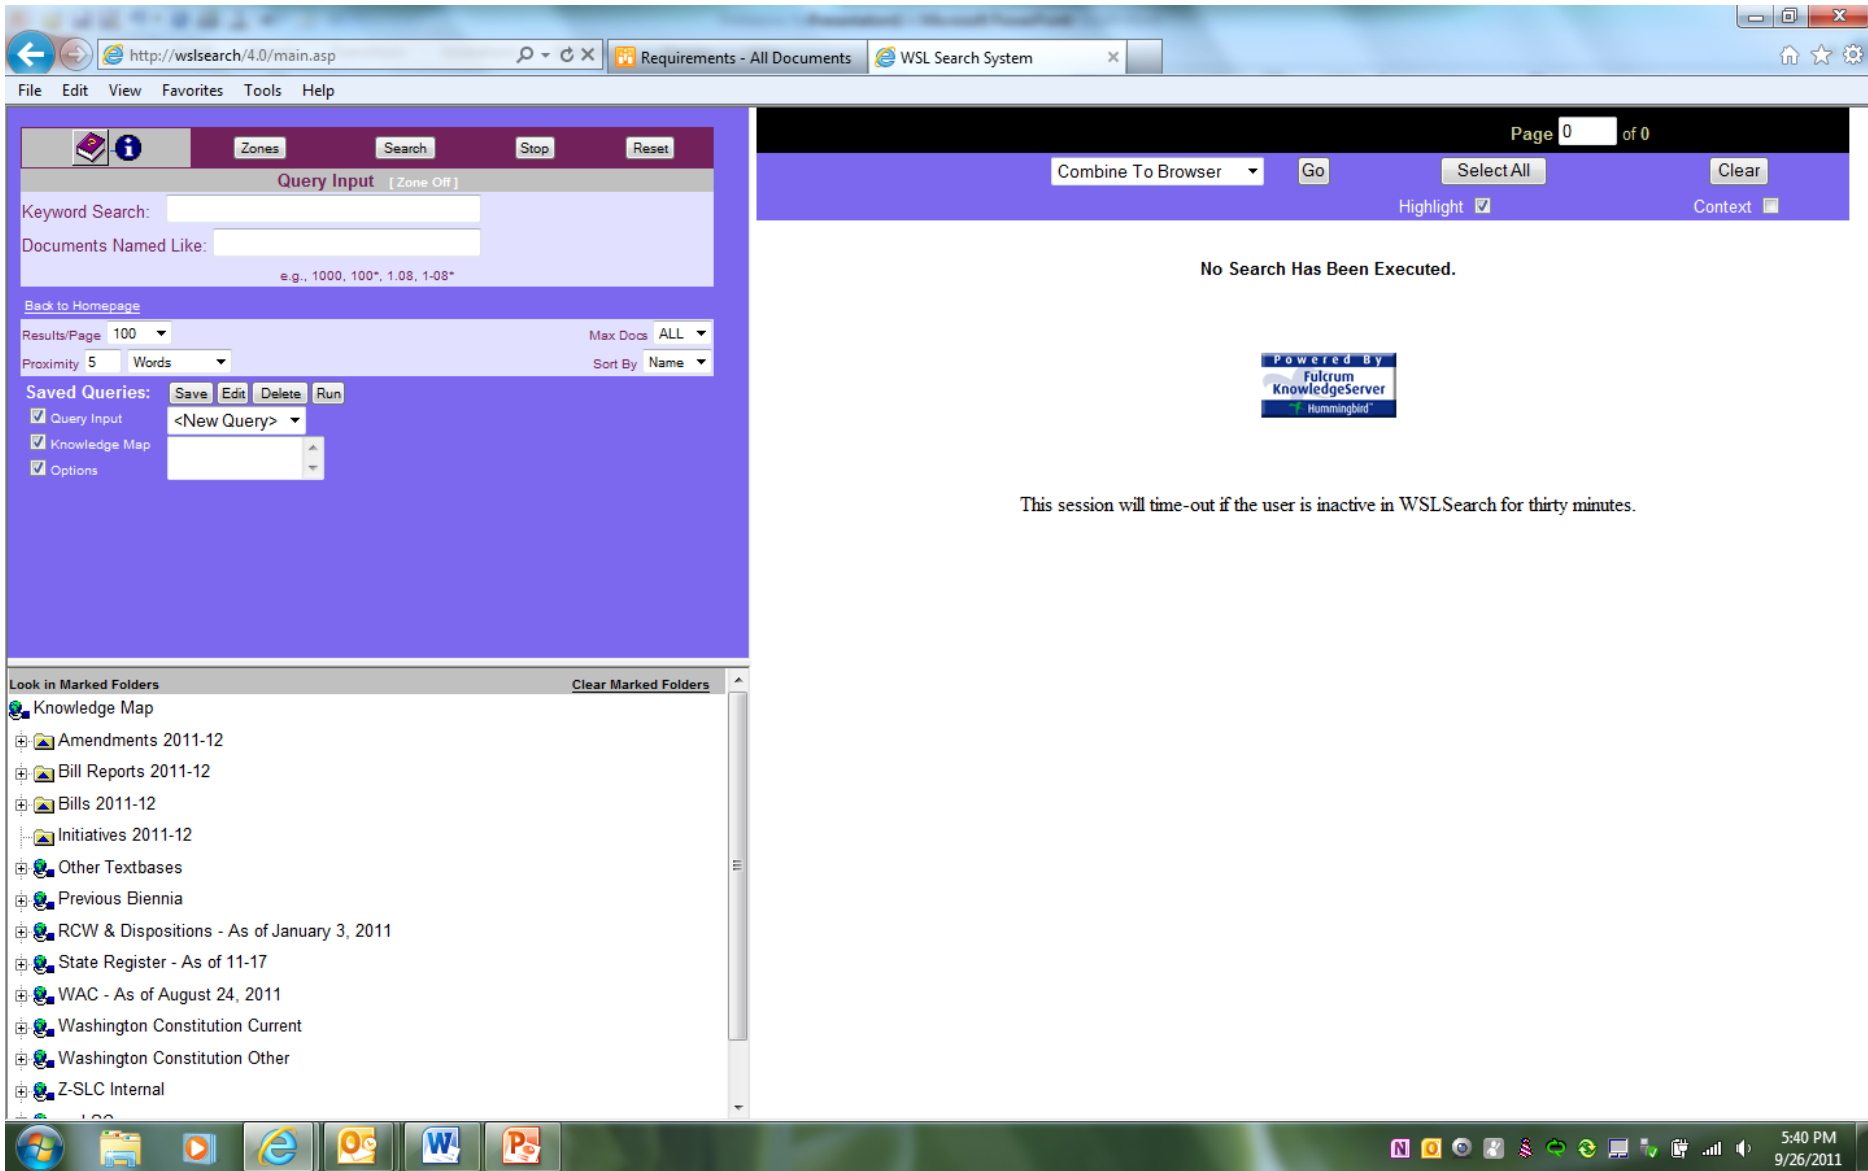 http://wslsearch/4.0/main.asp
Requirements - All Documents
WSL Search System
File Edit View Favorites Tools Help
Zones Search Stop Reset
Query Input [ Zone Off ]
Keyword Search:
Documents Named Like:
e.g., 1000, 100*, 1.08, 1-08*
Back to Homepage
Results/Page 100 Max Docs ALL
Proximity 5 Words Sort By Name
Saved Queries: Save Edit Delete Run
Query Input <New Query>
Knowledge Map
Options
Page 0 of 0
Combine To Browser Go Select All Clear
Highlight Context
No Search Has Been Executed.
Powered By
Fulcrum
KnowledgeServer
Hummingbird
This session will time-out if the user is inactive in WSLSearch for thirty minutes.
Look in Marked Folders Clear Marked Folders
Knowledge Map
Amendments 2011-12
Bill Reports 2011-12
Bills 2011-12
Initiatives 2011-12
Other Textbases
Previous Biennia
RCW & Dispositions - As of January 3, 2011
State Register - As of 11-17
WAC - As of August 24, 2011
Washington Constitution Current
Washington Constitution Other
Z-SLC Internal
5:40 PM
9/26/2011